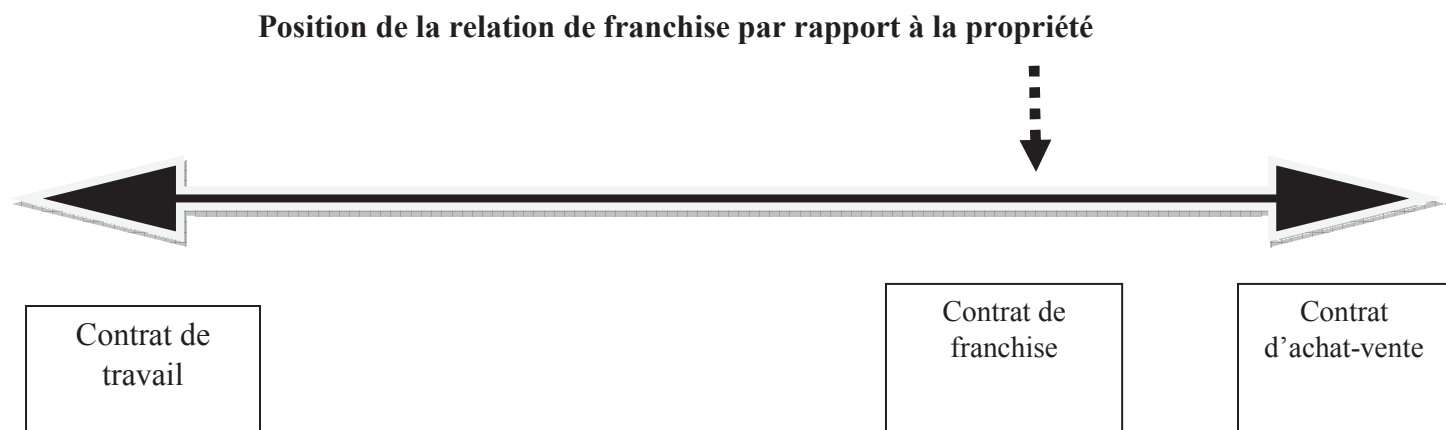 Position de la relation de franchise par rapport à la propriété
Contrat de
travail
Contrat de
franchise
Contrat
d’achat-vente